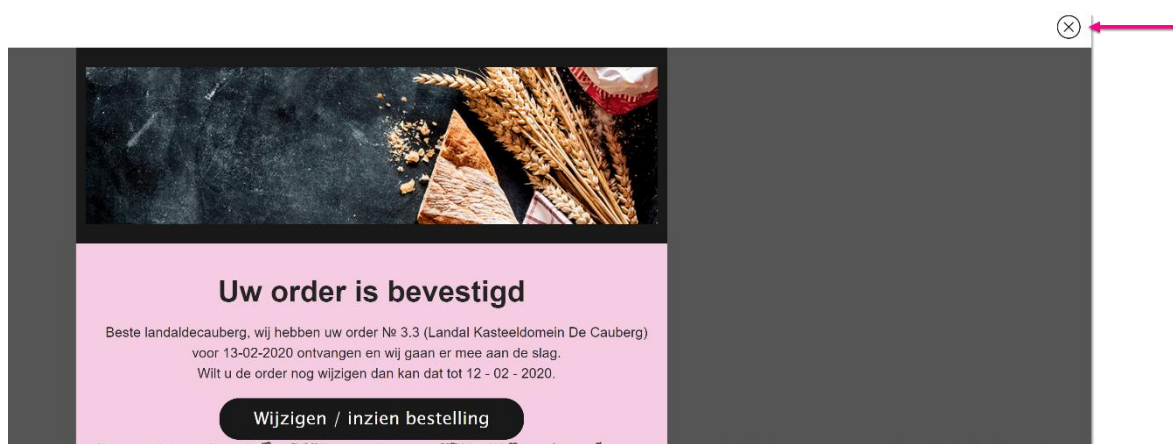 Uw order is bevestigd
Beste landaldecauberg, wij hebben uw order № 3.3 (Landal Kasteeldomein De Cauberg)
voor 13-02-2020 ontvangen en wij gaan er mee aan de slag.
Wilt u de order nog wijzigen dan kan dat tot 12 - 02 - 2020.
Wijzigen / inzien bestelling